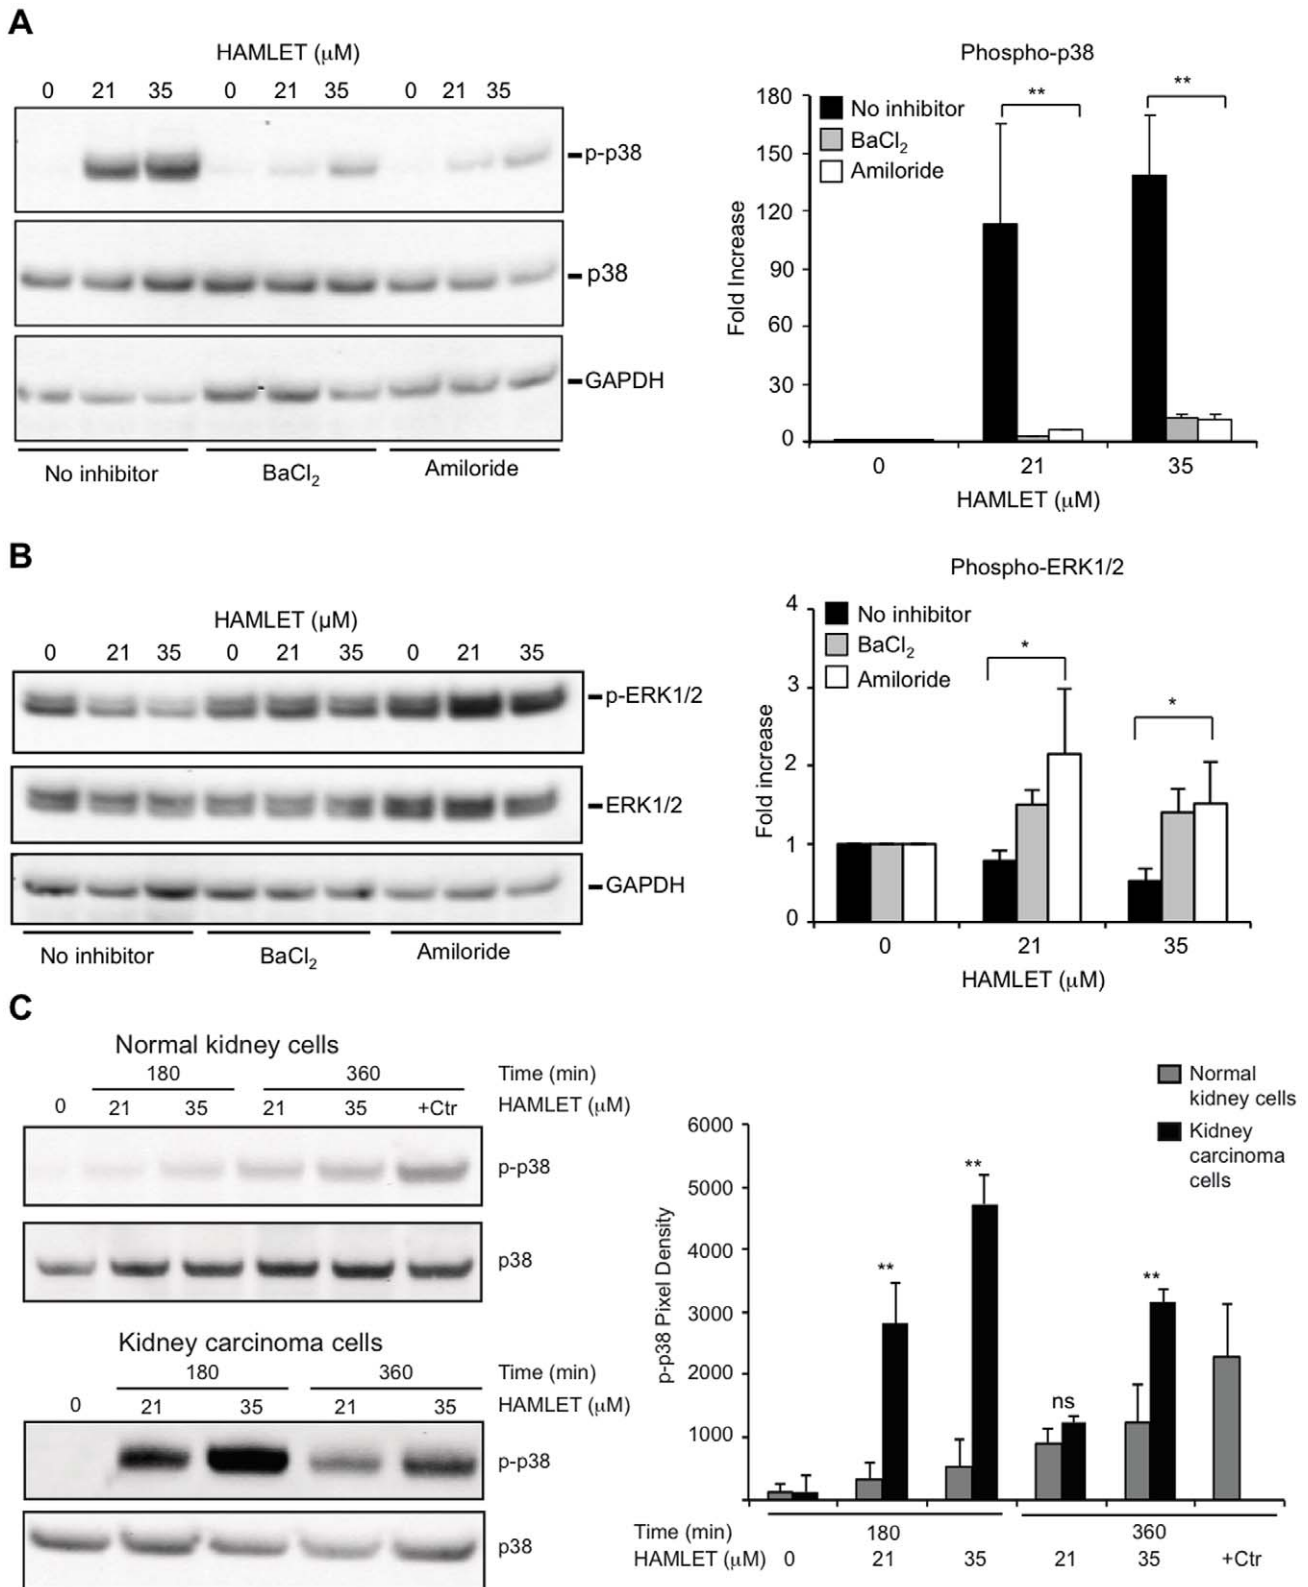 A
HAMLET (μM)
0 21 35 0 21 35 0 21 35
p-p38
p38
GAPDH
No inhibitor BaCl2 Amiloride
Phospho-p38
No inhibitor
BaCl2
Amiloride
** **
Fold Increase
180
150
120
90
60
30
0
0 21 35
HAMLET (μM)
B
HAMLET (μM)
0 21 35 0 21 35 0 21 35
p-ERK1/2
ERK1/2
GAPDH
No inhibitor BaCl2 Amiloride
Phospho-ERK1/2
No inhibitor
BaCl2
Amiloride
* *
Fold increase
4
3
2
1
0
0 21 35
HAMLET (μM)
C
Normal kidney cells
180 360 Time (min)
0 21 35 21 35 +Ctr HAMLET (μM)
p-p38
p38
Kidney carcinoma cells
180 360 Time (min)
0 21 35 21 35 HAMLET (μM)
p-p38
p38
Normal
kidney cells
Kidney
carcinoma
cells
p-p38 Pixel Density
6000
5000
4000
3000
2000
1000
** ** ns **
Time (min) 180 360
HAMLET (μM) 0 21 35 21 35 +Ctr